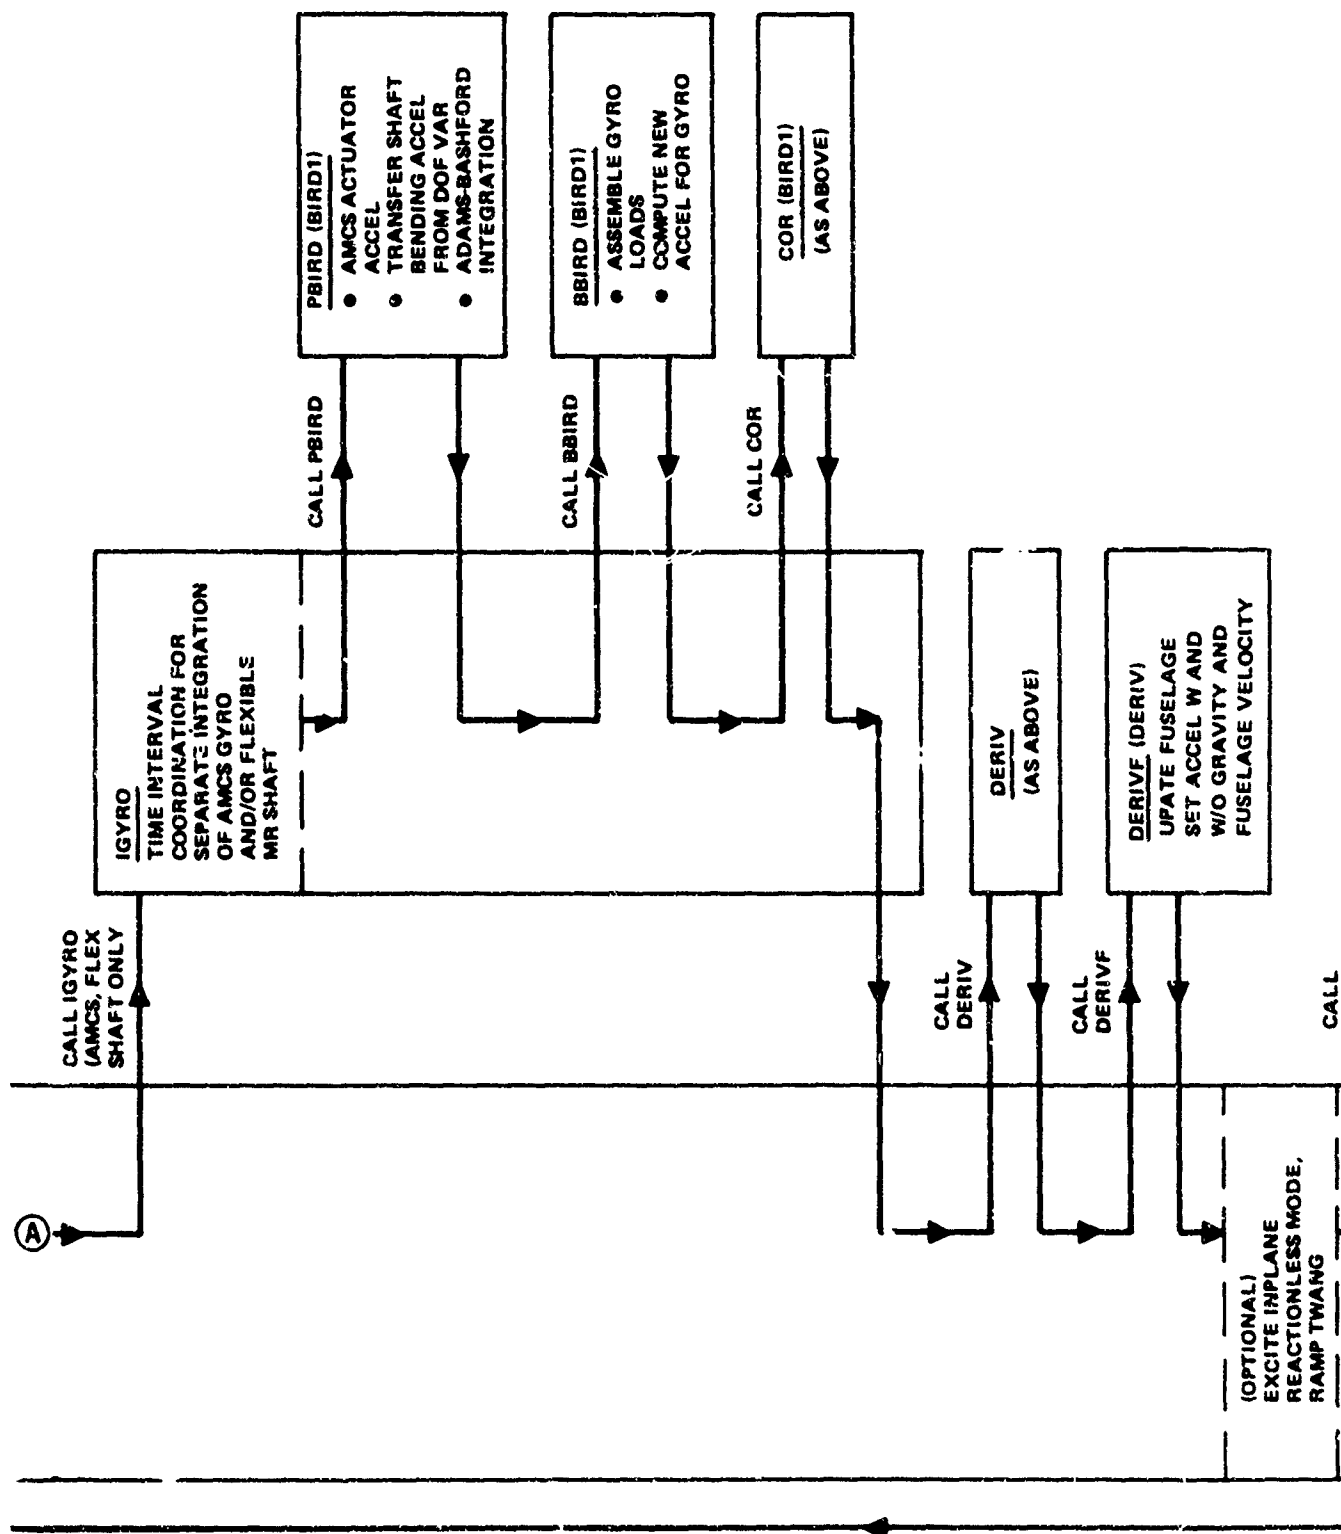 A
CALL IGYRO
(AMCS, FLEX
SHAFT ONLY
IGYRO
TIME INTERVAL
COORDINATION FOR
SEPARATE INTEGRATION
OF AMCS GYRO
AND/OR FLEXIBLE
MR SHAFT
CALL PBIRD
PBIRD (BIRD1)
● AMCS ACTUATOR
ACCEL
● TRANSFER SHAFT
BENDING ACCEL
FROM DOF VAR
● ADAMS-BASHFORD
INTEGRATION
CALL BBIRD
BBIRD (BIRD1)
● ASSEMBLE GYRO
LOADS
● COMPUTE NEW
ACCEL FOR GYRO
CALL COR
COR (BIRD1)
(AS ABOVE)
CALL
DERIV
DERIV
(AS ABOVE)
CALL
DERIVF
DERIVF (DERIV)
UPATE FUSELAGE
SET ACCEL W AND
W/O GRAVITY AND
FUSELAGE VELOCITY
(OPTIONAL)
EXCITE INPLANE
REACTIONLESS MODE,
RAMP TWANG
CALL